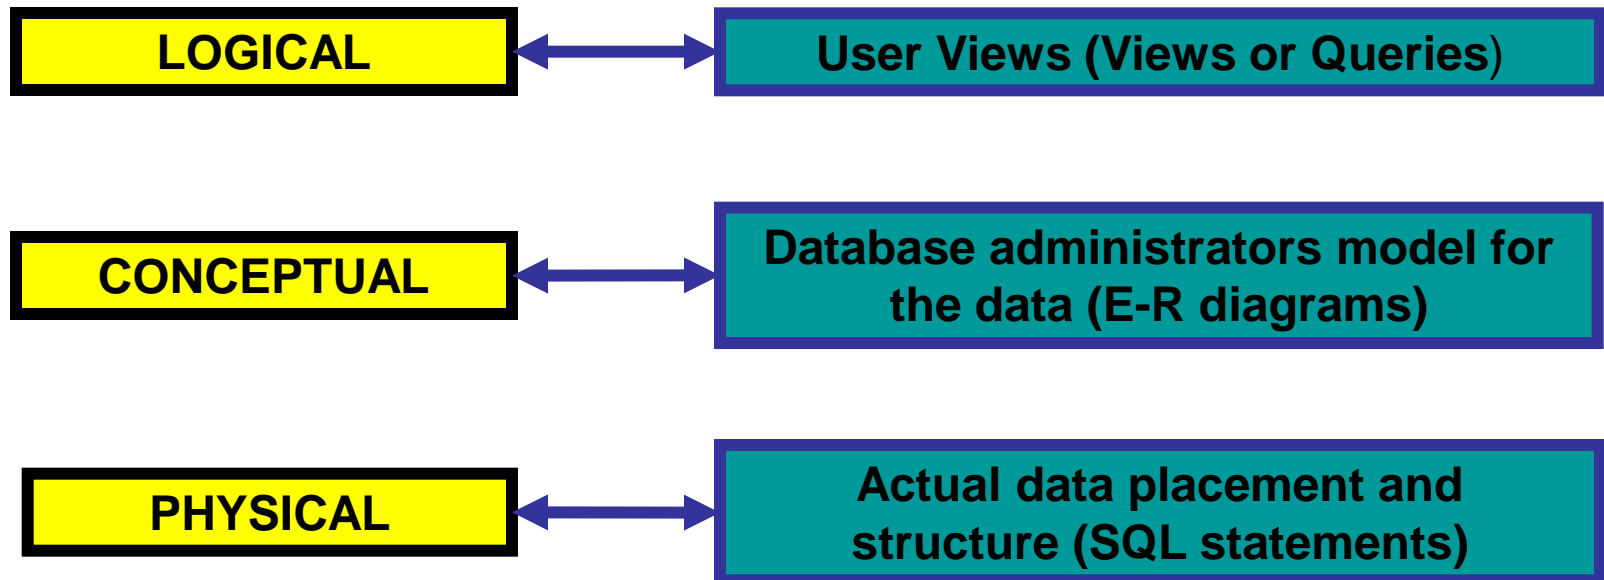 LOGICAL
User Views (Views or Queries)
CONCEPTUAL
Database administrators model for
the data (E-R diagrams)
PHYSICAL
Actual data placement and
structure (SQL statements)